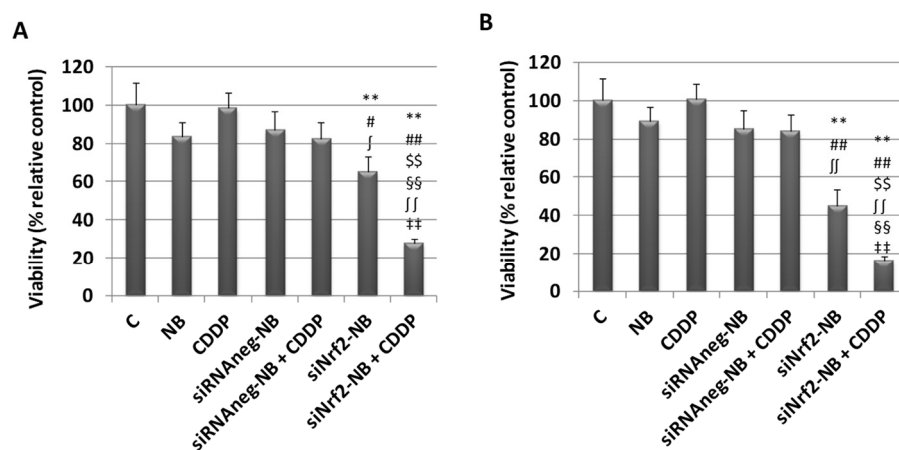 A
Viability (% relative control)
120
100
80
60
40
20
0
**
#
∫
**
##
$$
§§
∫ ∫
‡‡
C
NB
CDDP
siRNAneg-NB
siRNAneg-NB + CDDP
siNrf2-NB
siNrf2-NB + CDDP
B
Viability (% relative control)
120
100
80
60
40
20
0
**
##
∫∫
**
##
$$
∫ ∫
§§
‡‡
C
NB
CDDP
siRNAneg-NB
siRNAneg-NB + CDDP
siNrf2-NB
siNrf2-NB + CDDP